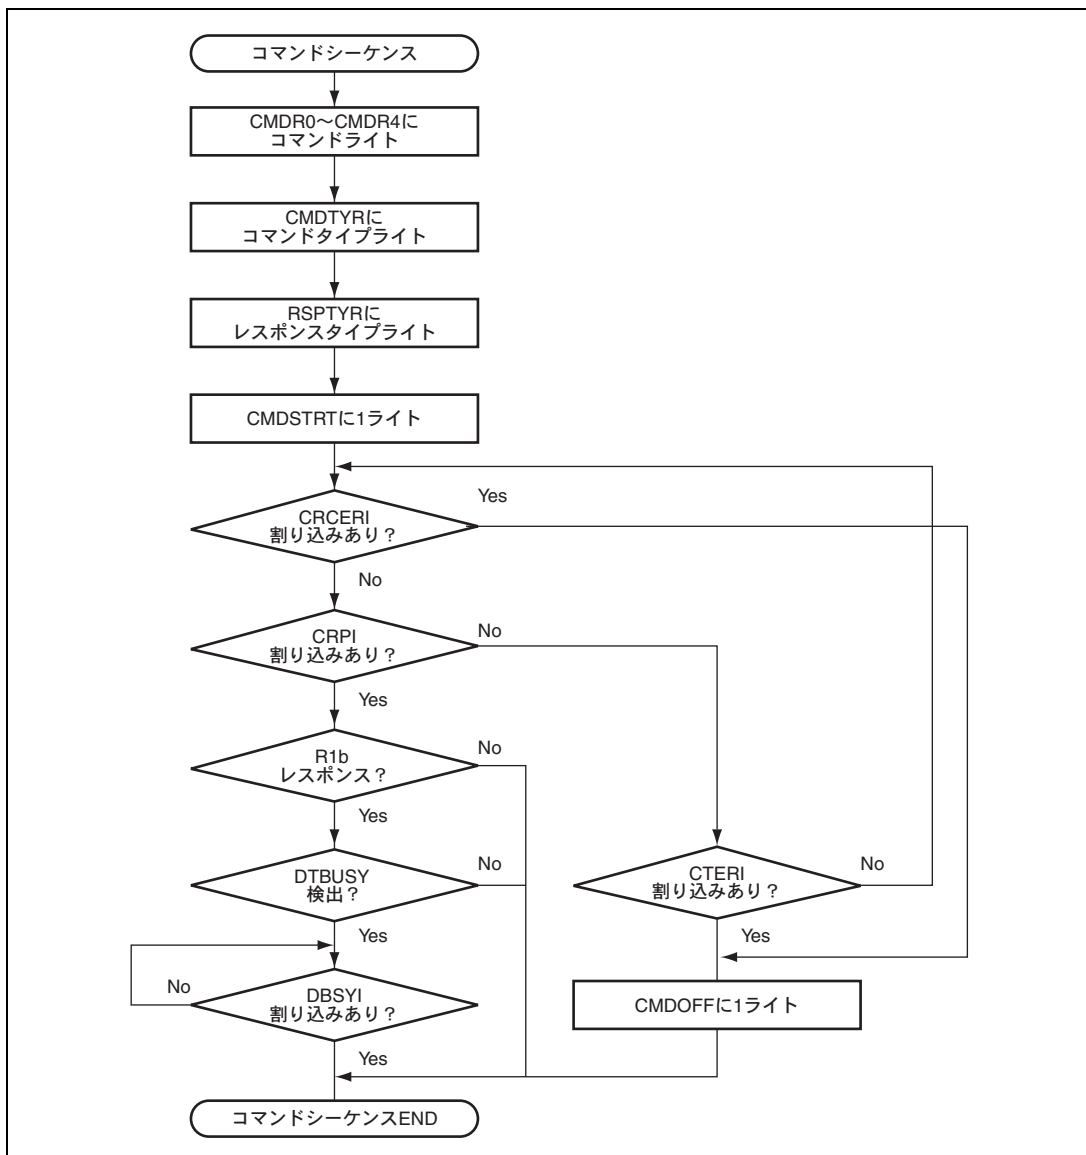 コマンドシーケンス
CMDR0～CMDR4に
コマンドライト
CMDTYRに
コマンドタイプライト
RSPTYRに
レスポンスタイプライト
CMDSTRTに1ライト
CRCERI
割り込みあり？
Yes
No
CRPI
割り込みあり？
No
Yes
R1b
レスポンス？
No
Yes
DTBUSY
検出？
No
Yes
CTERI
割り込みあり？
No
Yes
DBSYI
割り込みあり？
No
Yes
CMDOFFに1ライト
コマンドシーケンスEND